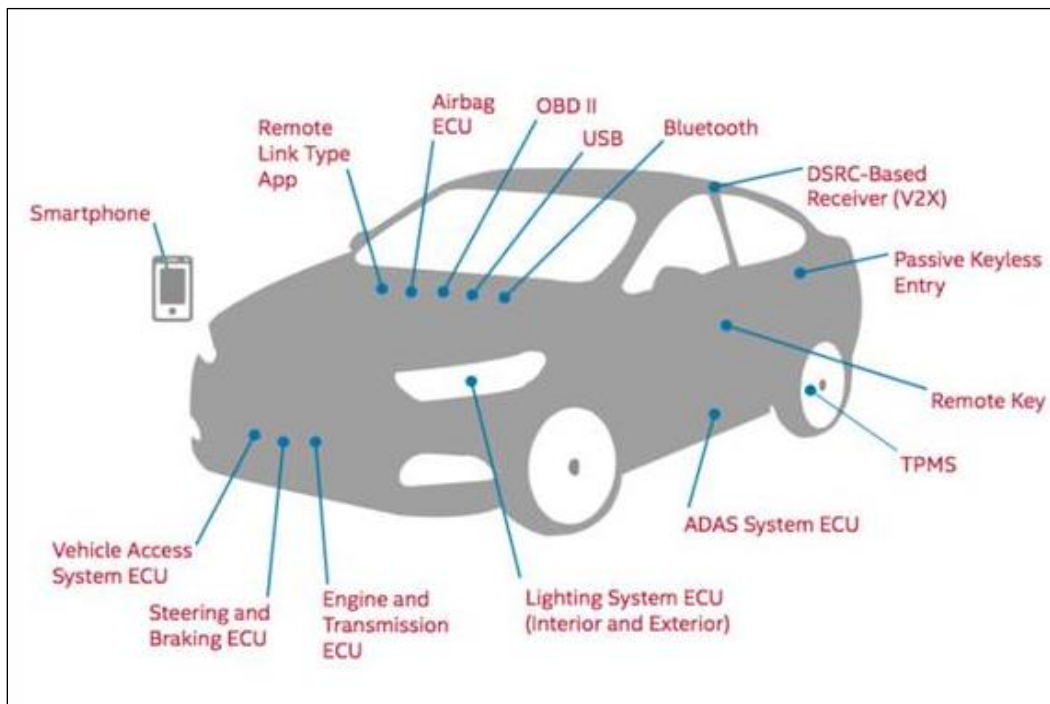 Remote
Link Type
App
Airbag
ECU
OBD II
USB
Bluetooth
DSRC-Based
Receiver (V2X)
Smartphone
Passive Keyless
Entry
Remote Key
TPMS
ADAS System ECU
Vehicle Access
System ECU
Steering and
Braking ECU
Engine and
Transmission
ECU
Lighting System ECU
(Interior and Exterior)